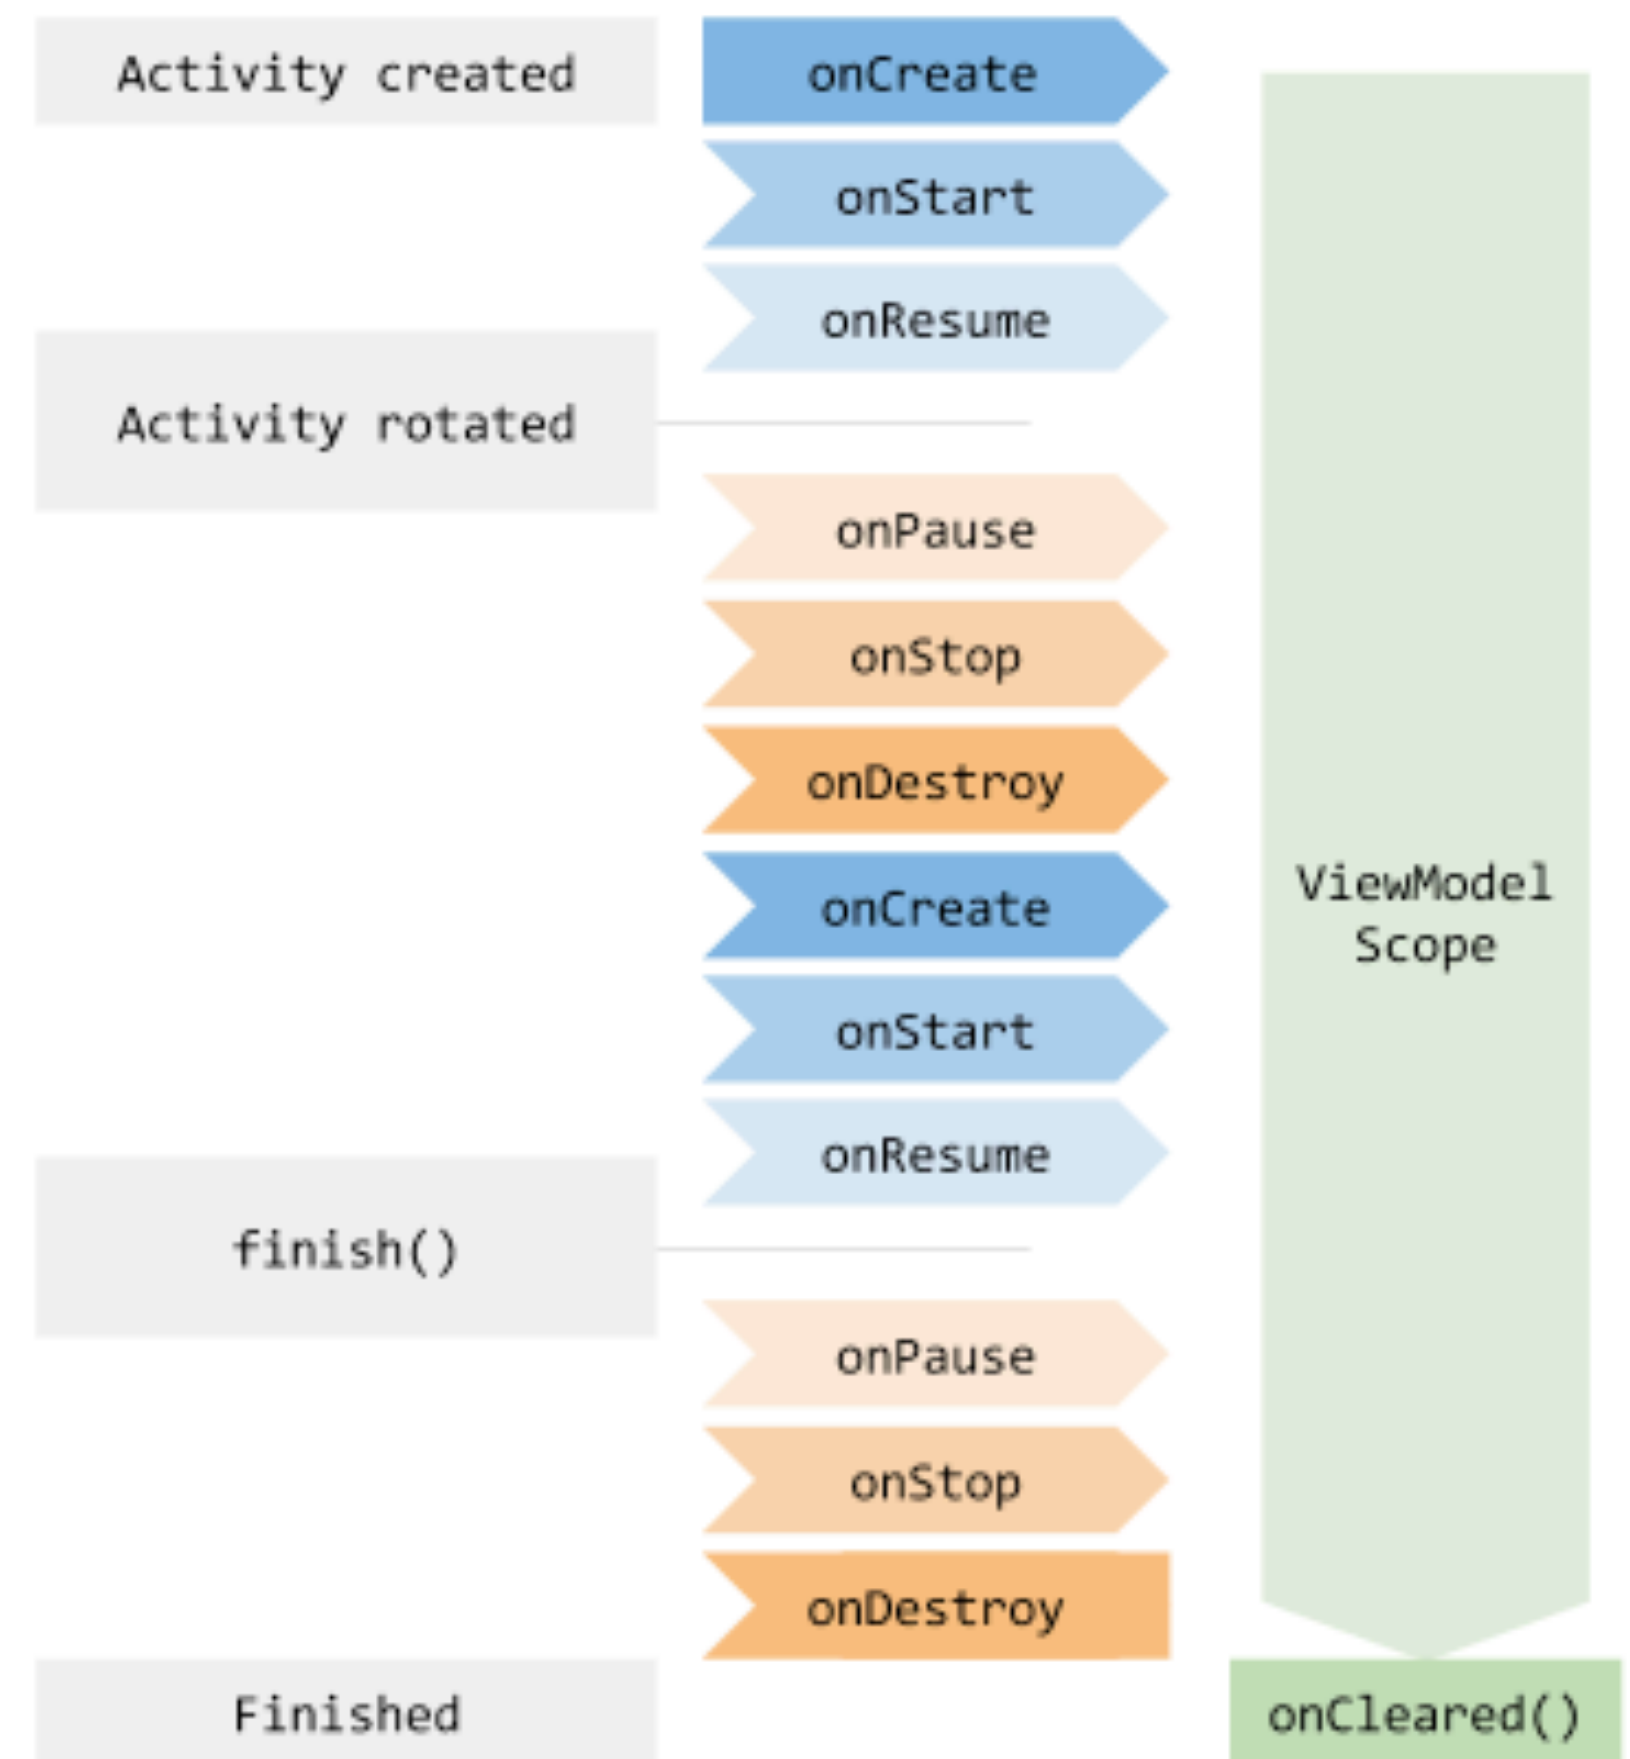 Activity created
onCreate
onStart
onResume
Activity rotated
onPause
onStop
onDestroy
onCreate
ViewModel
Scope
onStart
onResume
finish()
onPause
onStop
onDestroy
Finished
onCleared()